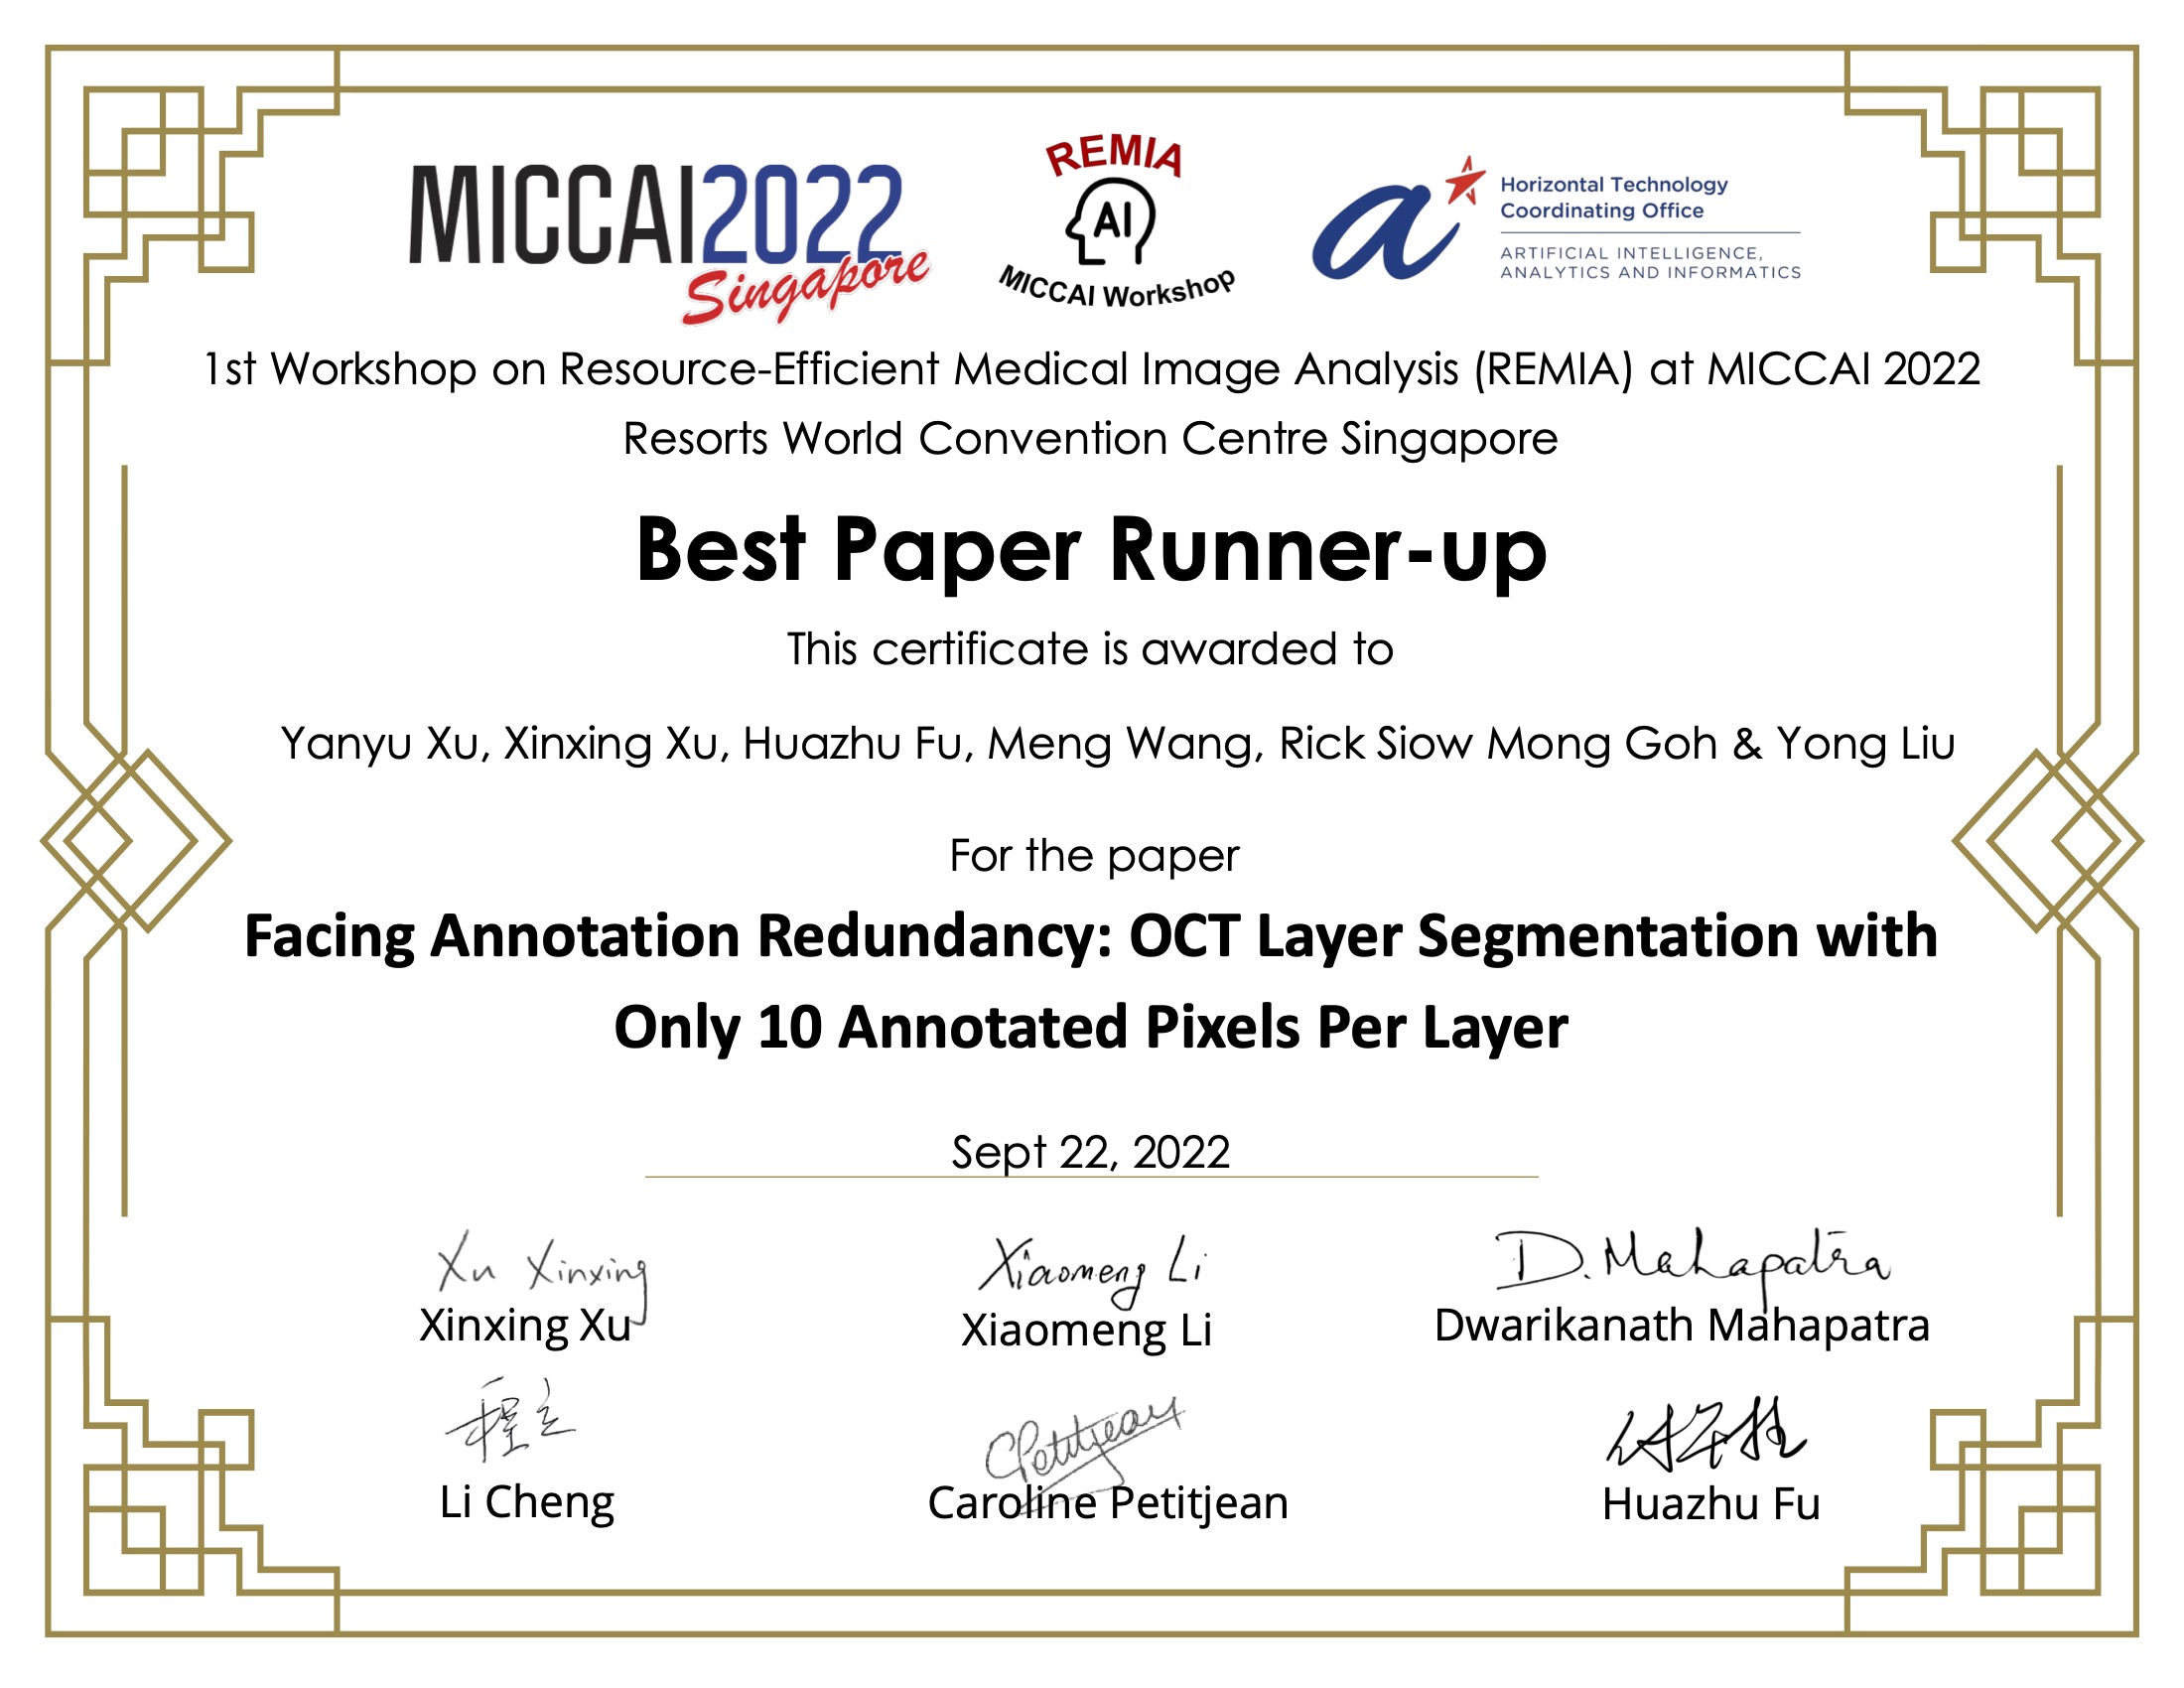 MICCAI2022
Singapore
REMIA
AI
MICCAI Workshop
a
Horizontal Technology
Coordinating Office
ARTIFICIAL INTELLIGENCE,
ANALYTICS AND INFORMATICS
1st Workshop on Resource-Efficient Medical Image Analysis (REMIA) at MICCAI 2022
Resorts World Convention Centre Singapore
Best Paper Runner-up
This certificate is awarded to
Yanyu Xu, Xinxing Xu, Huazhu Fu, Meng Wang, Rick Siow Mong Goh & Yong Liu
For the paper
Facing Annotation Redundancy: OCT Layer Segmentation with
Only 10 Annotated Pixels Per Layer
Sept 22, 2022
Xu Xinxing
Xiaomeng Li
D. Mahapatra
Xinxing Xu
Xiaomeng Li
Dwarikanath Mahapatra
程立
CPetitjean
Li Cheng
Caroline Petitjean
Huazhu Fu